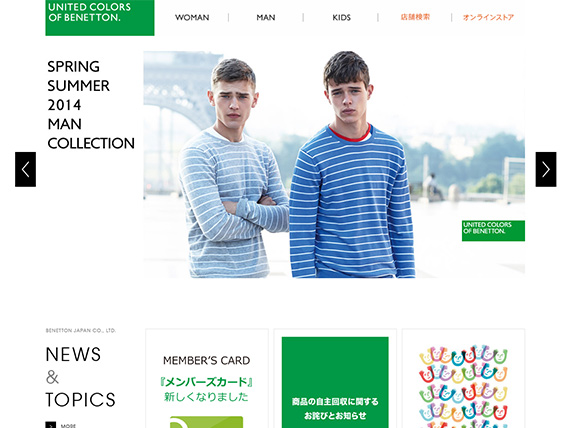 UNITED COLORS
OF BENETTON.
WOMAN
MAN
KIDS
店舗検索
オンラインストア
SPRING
SUMMER
2014
MAN
COLLECTION
UNITED COLORS
OF BENETTON.
BENETTON JAPAN CO., LTD.
NEWS
&
TOPICS
MORE
MEMBER'S CARD
『メンバーズカード』
新しくなりました
商品の自主回収に関する
お詫びとお知らせ